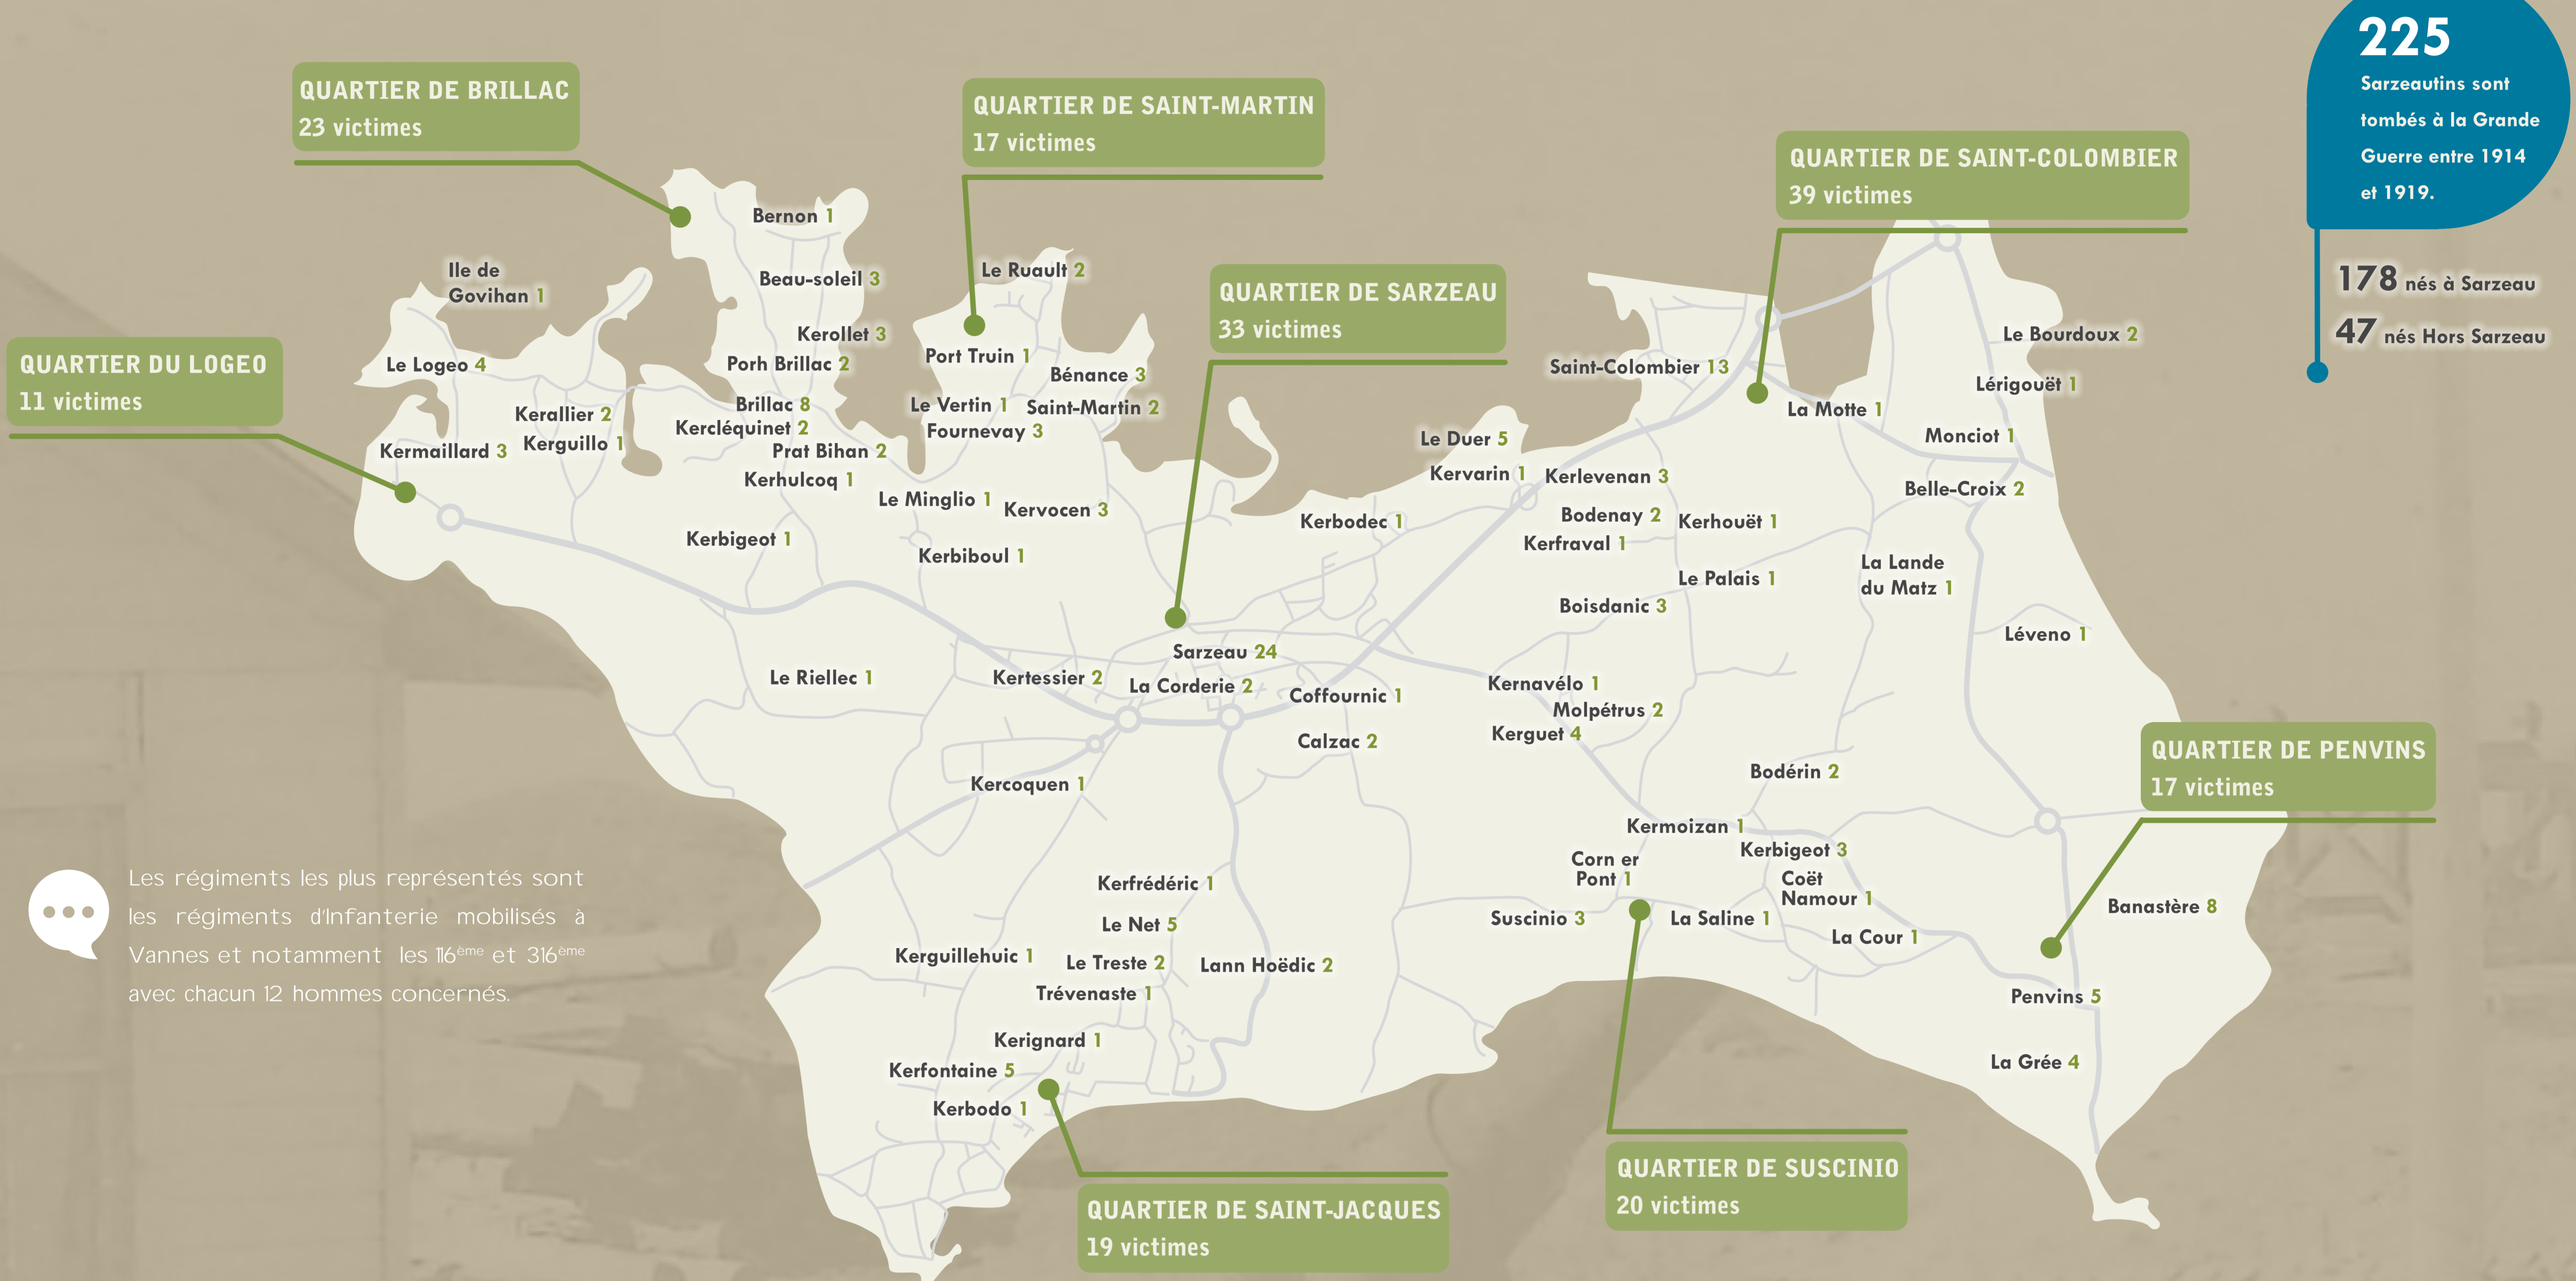 225
Sarzeautins sont
tombés à la Grande
Guerre entre 1914
et 1919.
178 nés à Sarzeau
47 nés Hors Sarzeau
QUARTIER DE BRILLAC
23 victimes
QUARTIER DE SAINT-MARTIN
17 victimes
QUARTIER DE SAINT-COLOMBIER
39 victimes
QUARTIER DE SARZEAU
33 victimes
QUARTIER DU LOGEO
11 victimes
Bernon 1
Ile de
Govihan 1
Beau-soleil 3
Le Ruault 2
Kerollet 3
Le Bourdoux 2
Le Logeo 4
Porh Brillac 2
Port Truin 1
Bénance 3
Saint-Colombier 13
Lérigouët 1
Kerallier 2
Brillac 8
Le Vertin 1
Saint-Martin 2
La Motte 1
Kermaillard 3
Kerguillo 1
Kercléquinet 2
Fournevay 3
Le Duer 5
Monciot 1
Prat Bihan 2
Kerhulcoq 1
Kervarin 1
Kerlevenan 3
Le Minglio 1
Kervocen 3
Belle-Croix 2
Kerbigeot 1
Kerbiboul 1
Kerbodec 1
Bodenay 2
Kerhouët 1
Kerfraval 1
Le Palais 1
La Lande
du Matz 1
Boisdanic 3
Léveno 1
Sarzeau 24
Le Riellec 1
Kertessier 2
La Corderie 2
Coffournic 1
Kernavélo 1
Molpétrus 2
Calzac 2
Kerguet 4
Bodérin 2
Kercoquen 1
QUARTIER DE PENVINS
17 victimes
Kermoizan 1
Kerbigeot 3
Corn er
Pont 1
Coët
Namour 1
Kerfrédéric 1
Le Net 5
Suscinio 3
La Saline 1
La Cour 1
Banastère 8
Kerguillehuic 1
Le Treste 2
Lann Hoëdic 2
Trévenaste 1
Penvins 5
Kerignard 1
Kerfontaine 5
La Grée 4
Kerbodo 1
Les régiments les plus représentés sont
les régiments d'Infanterie mobilisés à
Vannes et notamment les 116ème et 316ème
avec chacun 12 hommes concernés.
QUARTIER DE SUSCINIO
20 victimes
QUARTIER DE SAINT-JACQUES
19 victimes